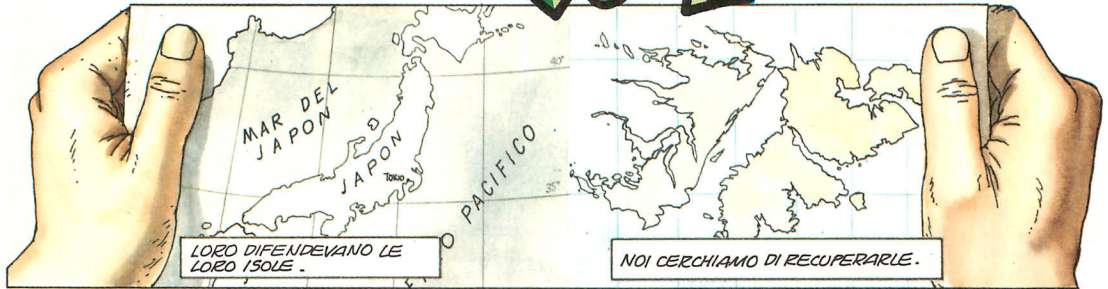 MAR DEL
JAPON
JAPON
TOKIO
40°
35°
PACIFICO
O
LORO DIFENDEVANO LE
LORO ISOLE.
NOI CERCHIAMO DI RECUPERARLE.